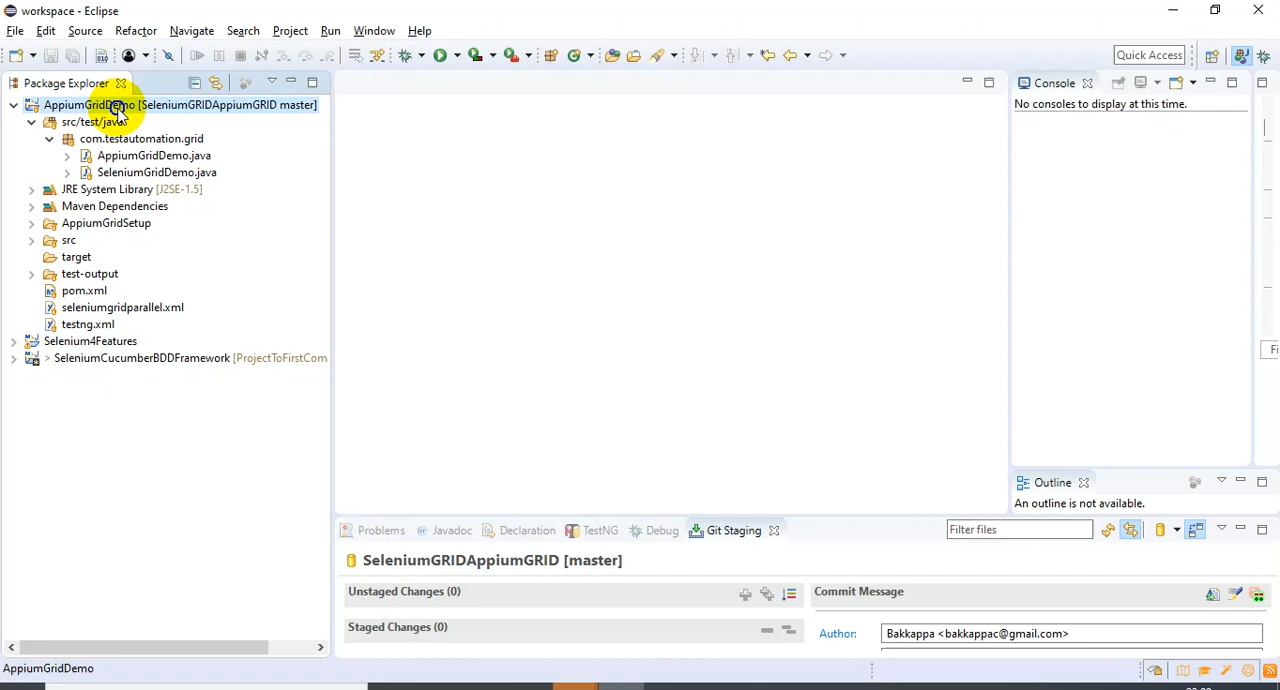 workspace - Eclipse
File Edit Source Refactor Navigate Search Project Run Window Help
Quick Access
Package Explorer
AppiumGridDemo [SeleniumGRIDAppiumGRID master]
src/test/java
com.testautomation.grid
AppiumGridDemo.java
SeleniumGridDemo.java
JRE System Library [J2SE-1.5]
Maven Dependencies
AppiumGridSetup
src
target
test-output
pom.xml
seleniumgridparallel.xml
testng.xml
Selenium4Features
> SeleniumCucumberBDDFramework [ProjectToFirstCom
Console
No consoles to display at this time.
Fi
Outline
An outline is not available.
Problems @ Javadoc Declaration TestNG Debug Git Staging
Filter files
SeleniumGRIDAppiumGRID [master]
Unstaged Changes (0)
Staged Changes (0)
Commit Message
Author: Bakkappa <bakkappac@gmail.com>
AppiumGridDemo